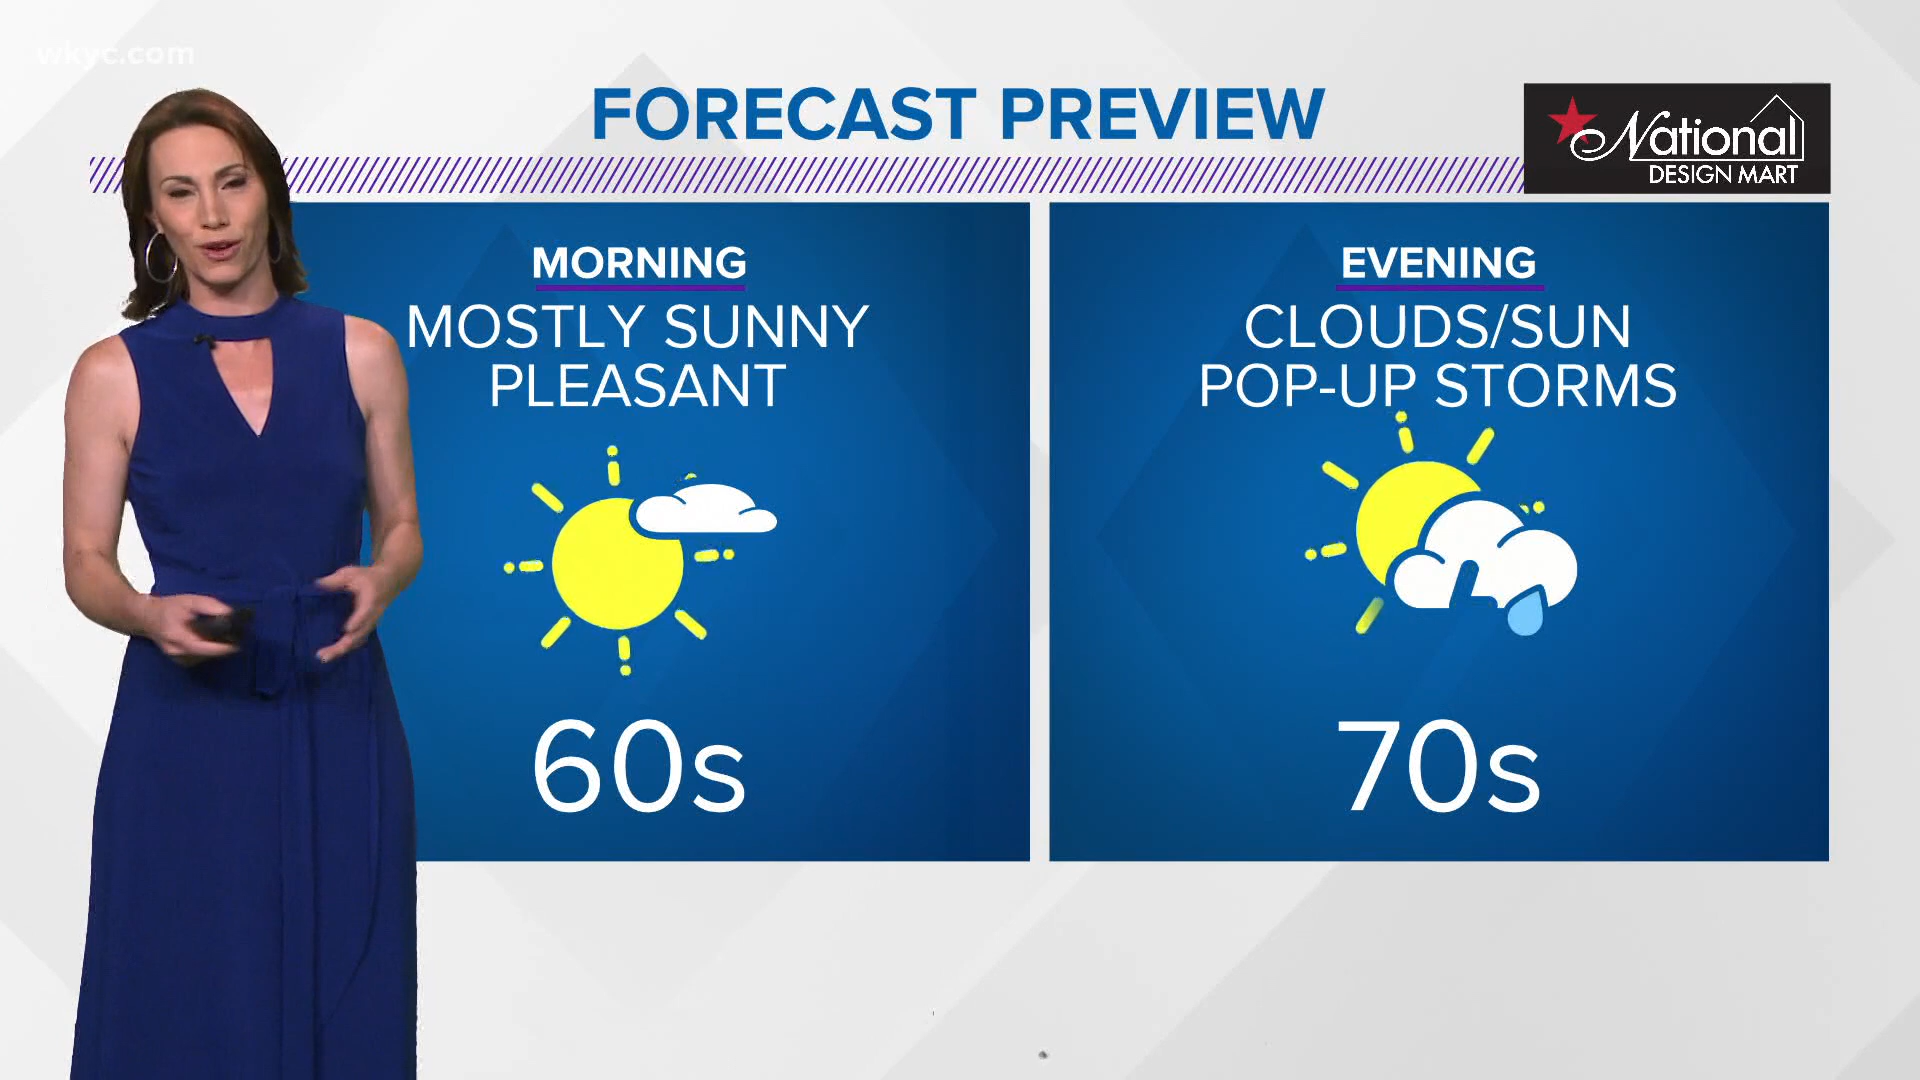 wkyc.com
FORECAST PREVIEW
National
DESIGN MART
MORNING
MOSTLY SUNNY
PLEASANT
60s
EVENING
CLOUDS/SUN
POP-UP STORMS
70s